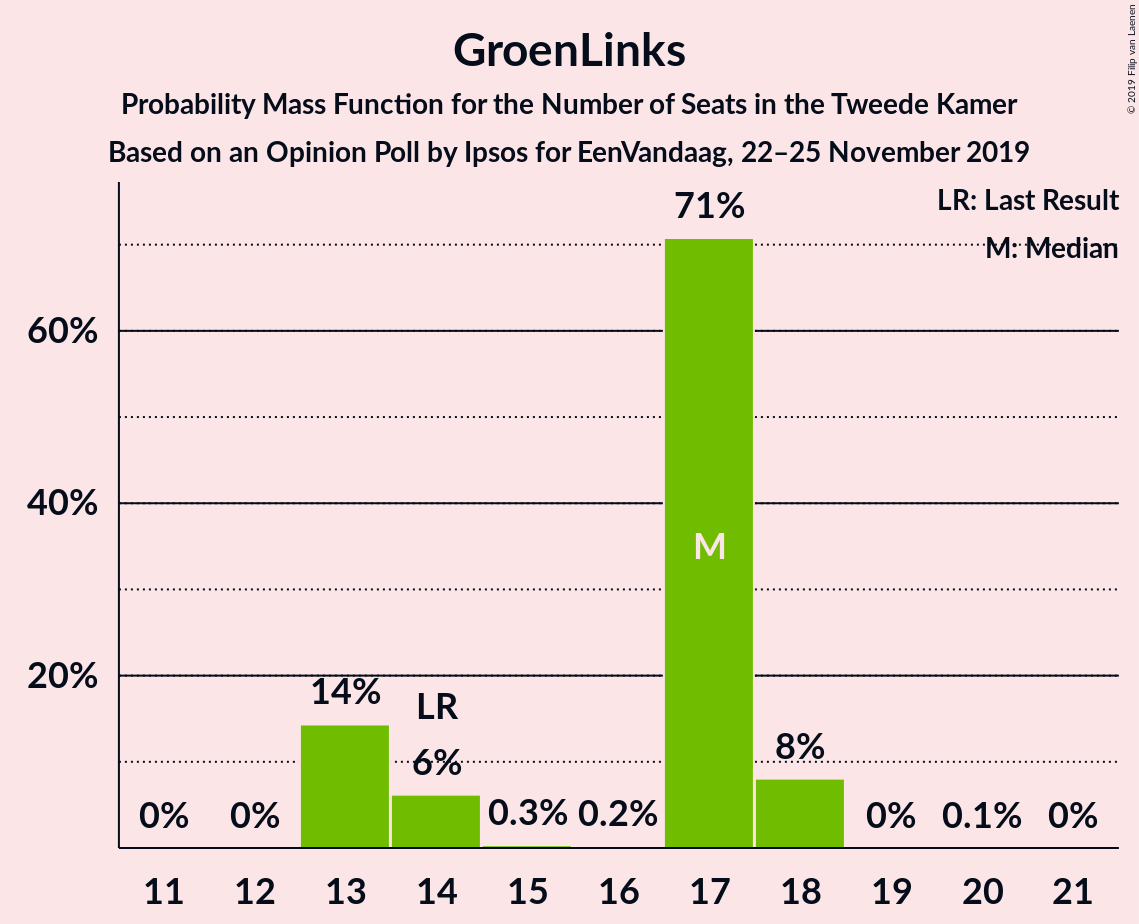 GroenLinks
Probability Mass Function for the Number of Seats in the Tweede Kamer
Based on an Opinion Poll by Ipsos for EenVandaag, 22–25 November 2019
© 2019 Filip van Laenen
LR: Last Result
M: Median
60%
40%
20%
0%
0%
14%
LR
6%
0.3%
0.2%
71%
M
8%
0%
0.1%
0%
11 12 13 14 15 16 17 18 19 20 21